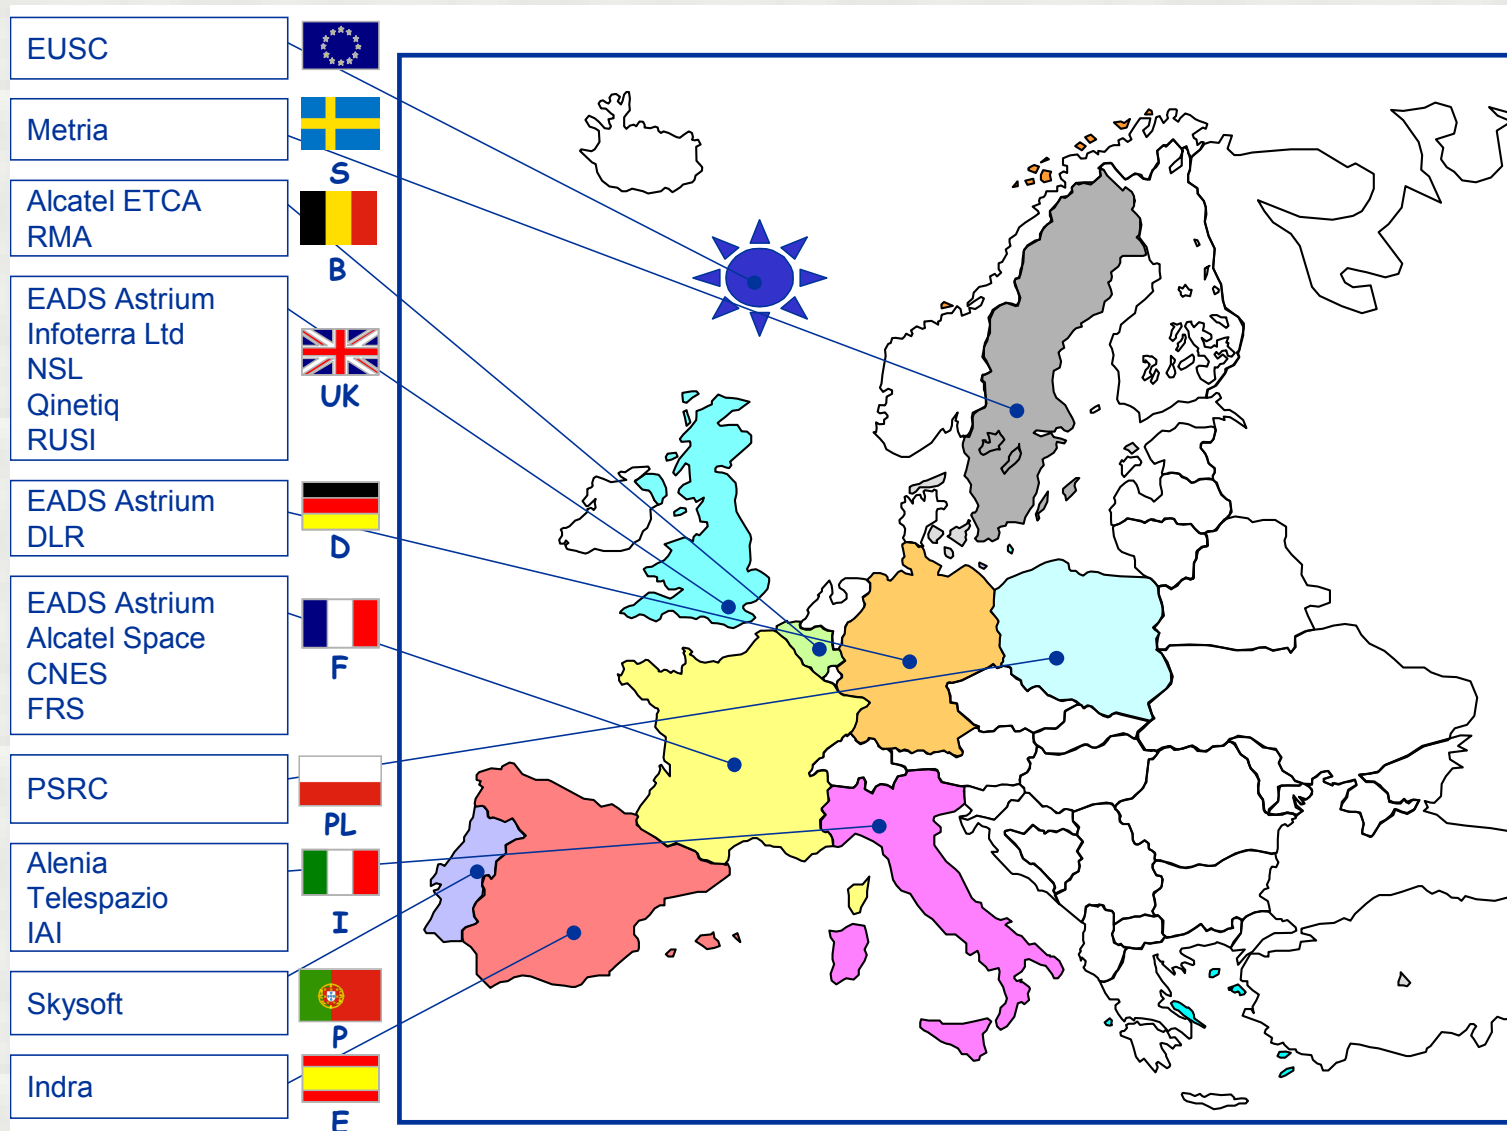 EUSC
Metria
S
Alcatel ETCA
RMA
B
EADS Astrium
Infoterra Ltd
NSL
Qinetiq
RUSI
UK
EADS Astrium
DLR
D
EADS Astrium
Alcatel Space
CNES
FRS
F
PSRC
PL
Alenia
Telespazio
IAI
I
Skysoft
P
Indra
E